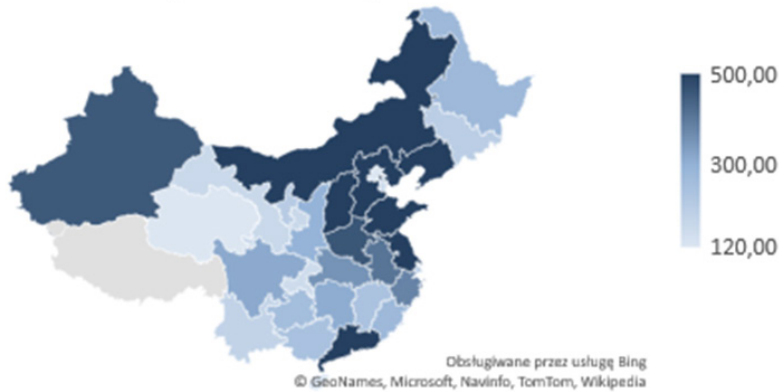 500,00
300,00
120,00
Obsługiwane przez usługę Bing
© GeoNames, Microsoft, Navinfo, TomTom, Wikipedia